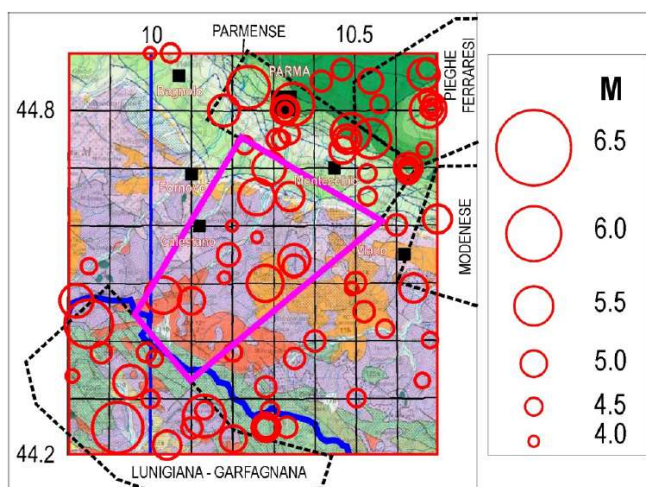 10 10.5
PARMENSE
PIEGHE
FERRARESI
PARMA
Bagnolo
44.8
Fornovo
Montecchio
Calestano
MODENESE
44.2
LUNIGIANA - GARFAGNANA
M
6.5
6.0
5.5
5.0
4.5
4.0